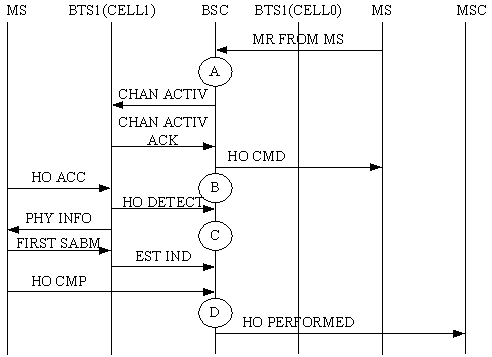 MS BTS1(CELL1) BSC BTS1(CELL0) MS MSC
MR FROM MS
A
CHAN ACTIV
CHAN ACTIV
ACK
HO CMD
HO ACC
B
HO DETECT
PHY INFO
C
FIRST SABM
EST IND
HO CMP
D
HO PERFORMED